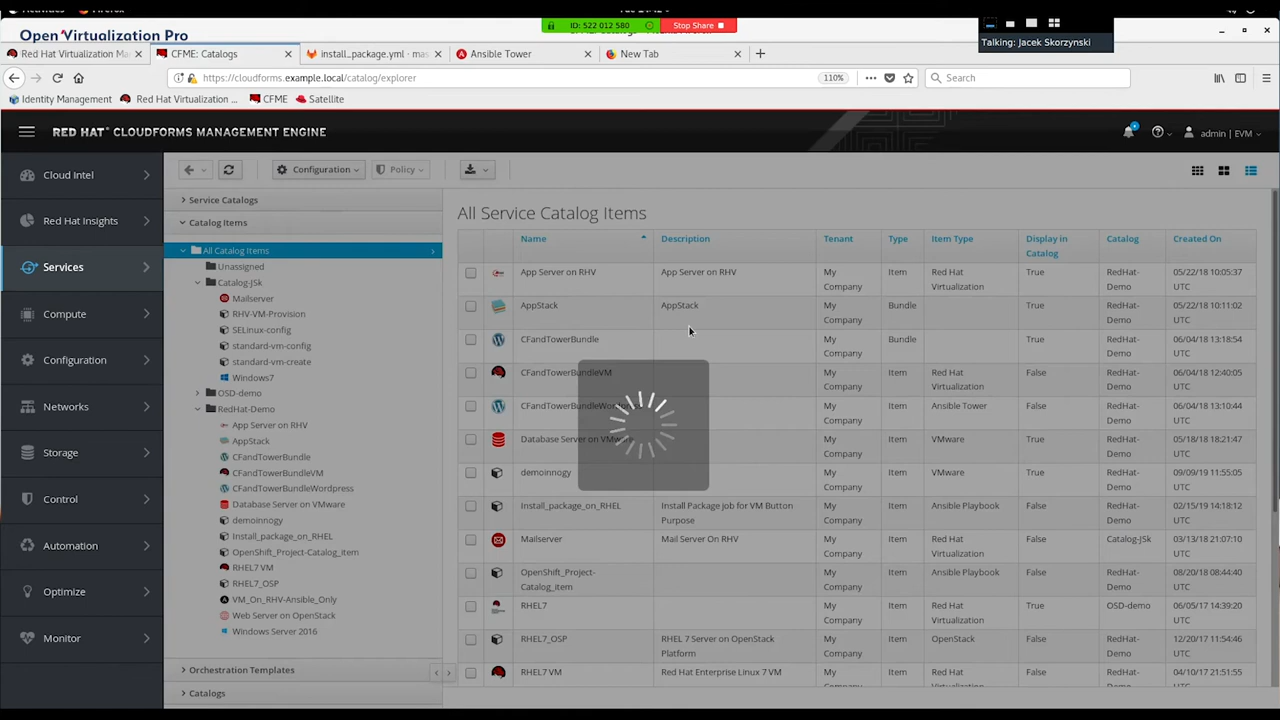 Open Virtualization Pro
ID: 522 012 580
Stop Share
Talking: Jacek Skorzynski
Red Hat Virtualization Ma
CFME: Catalogs
install_package.yml · mas
Ansible Tower
New Tab
https://cloudforms.example.local/catalog/explorer
110%
Search
Identity Management
Red Hat Virtualization ...
CFME
Satellite
RED HAT CLOUDFORMS MANAGEMENT ENGINE
admin | EVM
Cloud Intel
Red Hat Insights
Services
Compute
Configuration
Networks
Storage
Control
Automation
Optimize
Monitor
Configuration
Policy
Service Catalogs
Catalog Items
All Catalog Items
Unassigned
Catalog-JSk
Mailserver
RH-VM-Provision
SELinux-config
standard-vm-config
standard-vm-create
Windows7
OSD-demo
RedHat-Demo
App Server on RHV
AppStack
CFandTowerBundle
CFandTowerBundleVM
CFandTowerBundleWordpress
Database Server on VMware
demoinnogy
Install_package_on_RHEL
OpenShift_Project-Catalog_item
RHEL7 VM
RHEL7_OSP
VM_On_RHV-Ansible_Only
Web Server on OpenStack
Windows Server 2016
Orchestration Templates
Catalogs
All Service Catalog Items
Name Description Tenant Type Item Type Display in Catalog Catalog Created On
App Server on RHV App Server on RHV My Company Item Red Hat Virtualization True RedHat-Demo 05/22/18 10:05:37 UTC
AppStack AppStack My Company Bundle True RedHat-Demo 05/22/18 10:11:02 UTC
CFandTowerBundle My Company Bundle True RedHat-Demo 06/04/18 13:18:54 UTC
CFandTowerBundleVM My Company Item Red Hat Virtualization False RedHat-Demo 06/04/18 12:40:05 UTC
CFandTowerBundleWordpress My Company Item Ansible Tower False RedHat-Demo 06/04/18 13:10:44 UTC
Database Server on VMware My Company Item VMware True RedHat-Demo 05/18/18 18:21:47 UTC
demoinnogy My Company Item VMware True RedHat-Demo 09/09/19 11:55:05 UTC
Install_package_on_RHEL Install Package job for VM Button Purpose My Company Item Ansible Playbook False RedHat-Demo 02/15/19 14:18:12 UTC
Mailserver Mail Server On RHV My Company Item Red Hat Virtualization False Catalog-JSk 03/13/18 21:07:10 UTC
OpenShift_Project-Catalog_item My Company Item Ansible Playbook False RedHat-Demo 08/20/18 08:44:40 UTC
RHEL7 My Company Item Red Hat Virtualization True OSD-demo 06/05/17 14:39:20 UTC
RHEL7_OSP RHEL 7 Server on OpenStack Platform My Company Item OpenStack False RedHat-Demo 12/20/17 11:54:46 UTC
RHEL7 VM Red Hat Enterprise Linux 7 VM My Company Item Red Hat Virtualization False RedHat-Demo 04/10/17 21:51:55 UTC